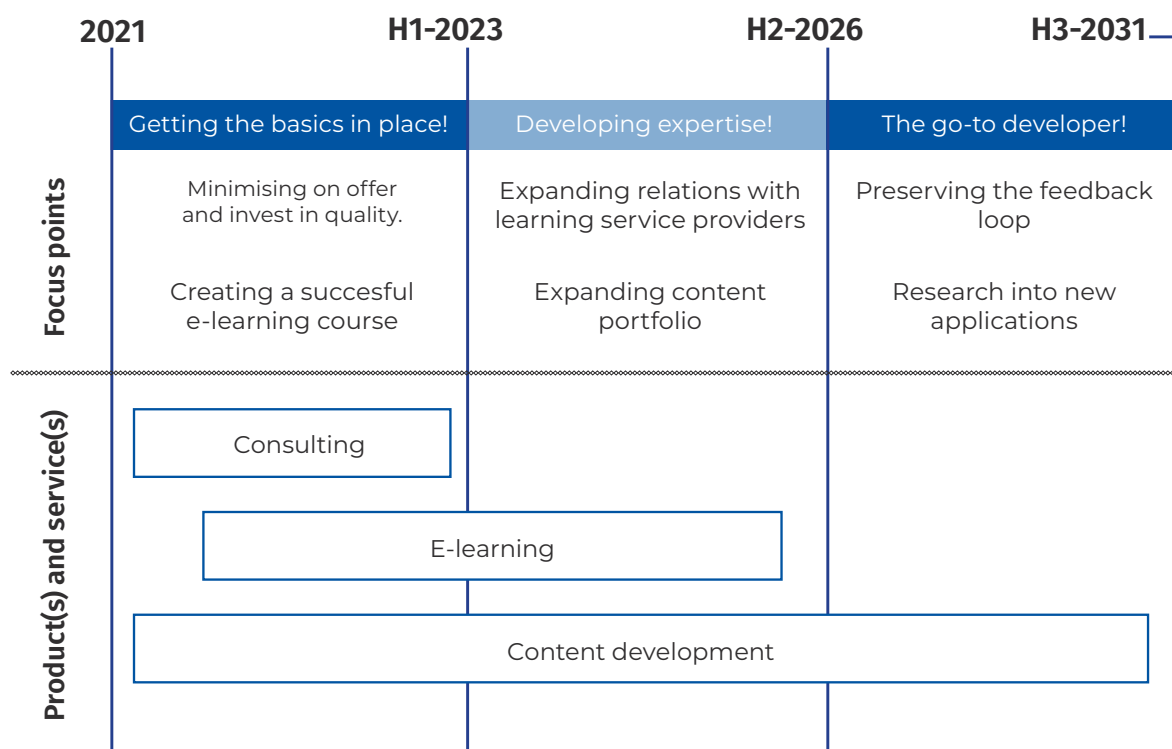 2021
H1-2023
H2-2026
H3-2031
Getting the basics in place!
Developing expertise!
The go-to developer!
Focus points
Minimising on offer
and invest in quality.
Expanding relations with
learning service providers
Preserving the feedback
loop
Creating a succesful
e-learning course
Expanding content
portfolio
Research into new
applications
Product(s) and service(s)
Consulting
E-learning
Content development